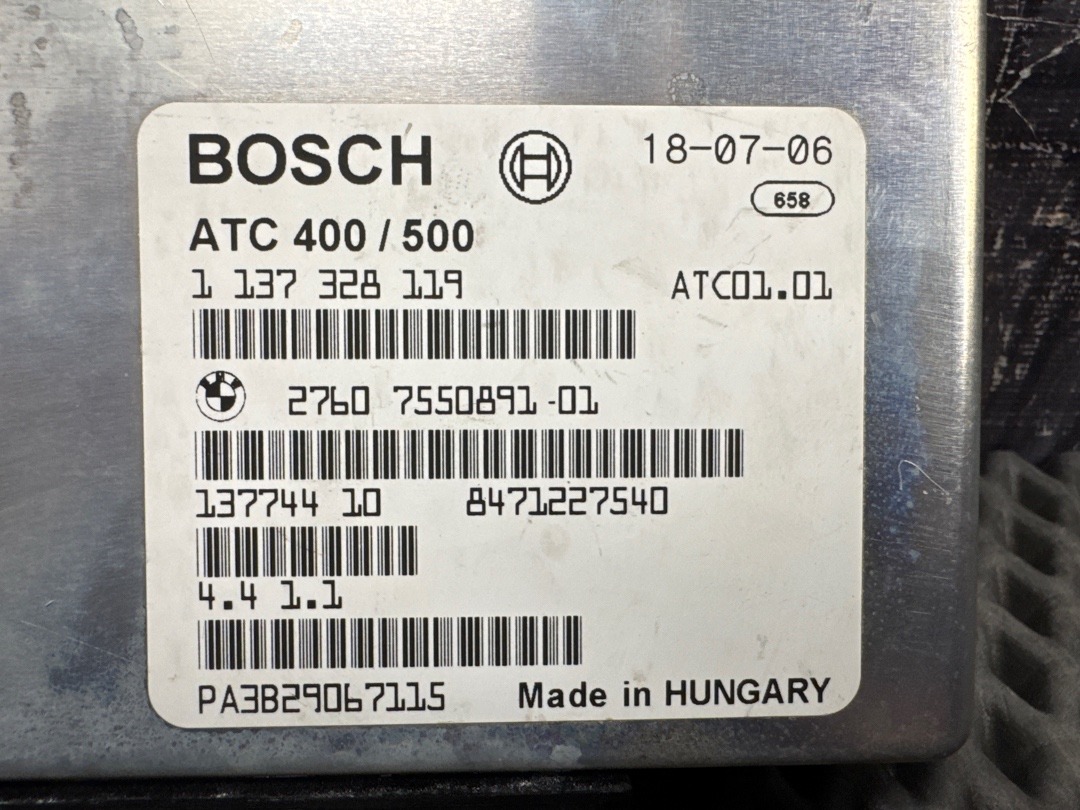 BOSCH 18-07-06
658
ATC 400 / 500
1 137 328 119 ATC01.01
2760 7550891-01
137744 10 8471227540
4.4 1.1
PA3B29067115 Made in HUNGARY